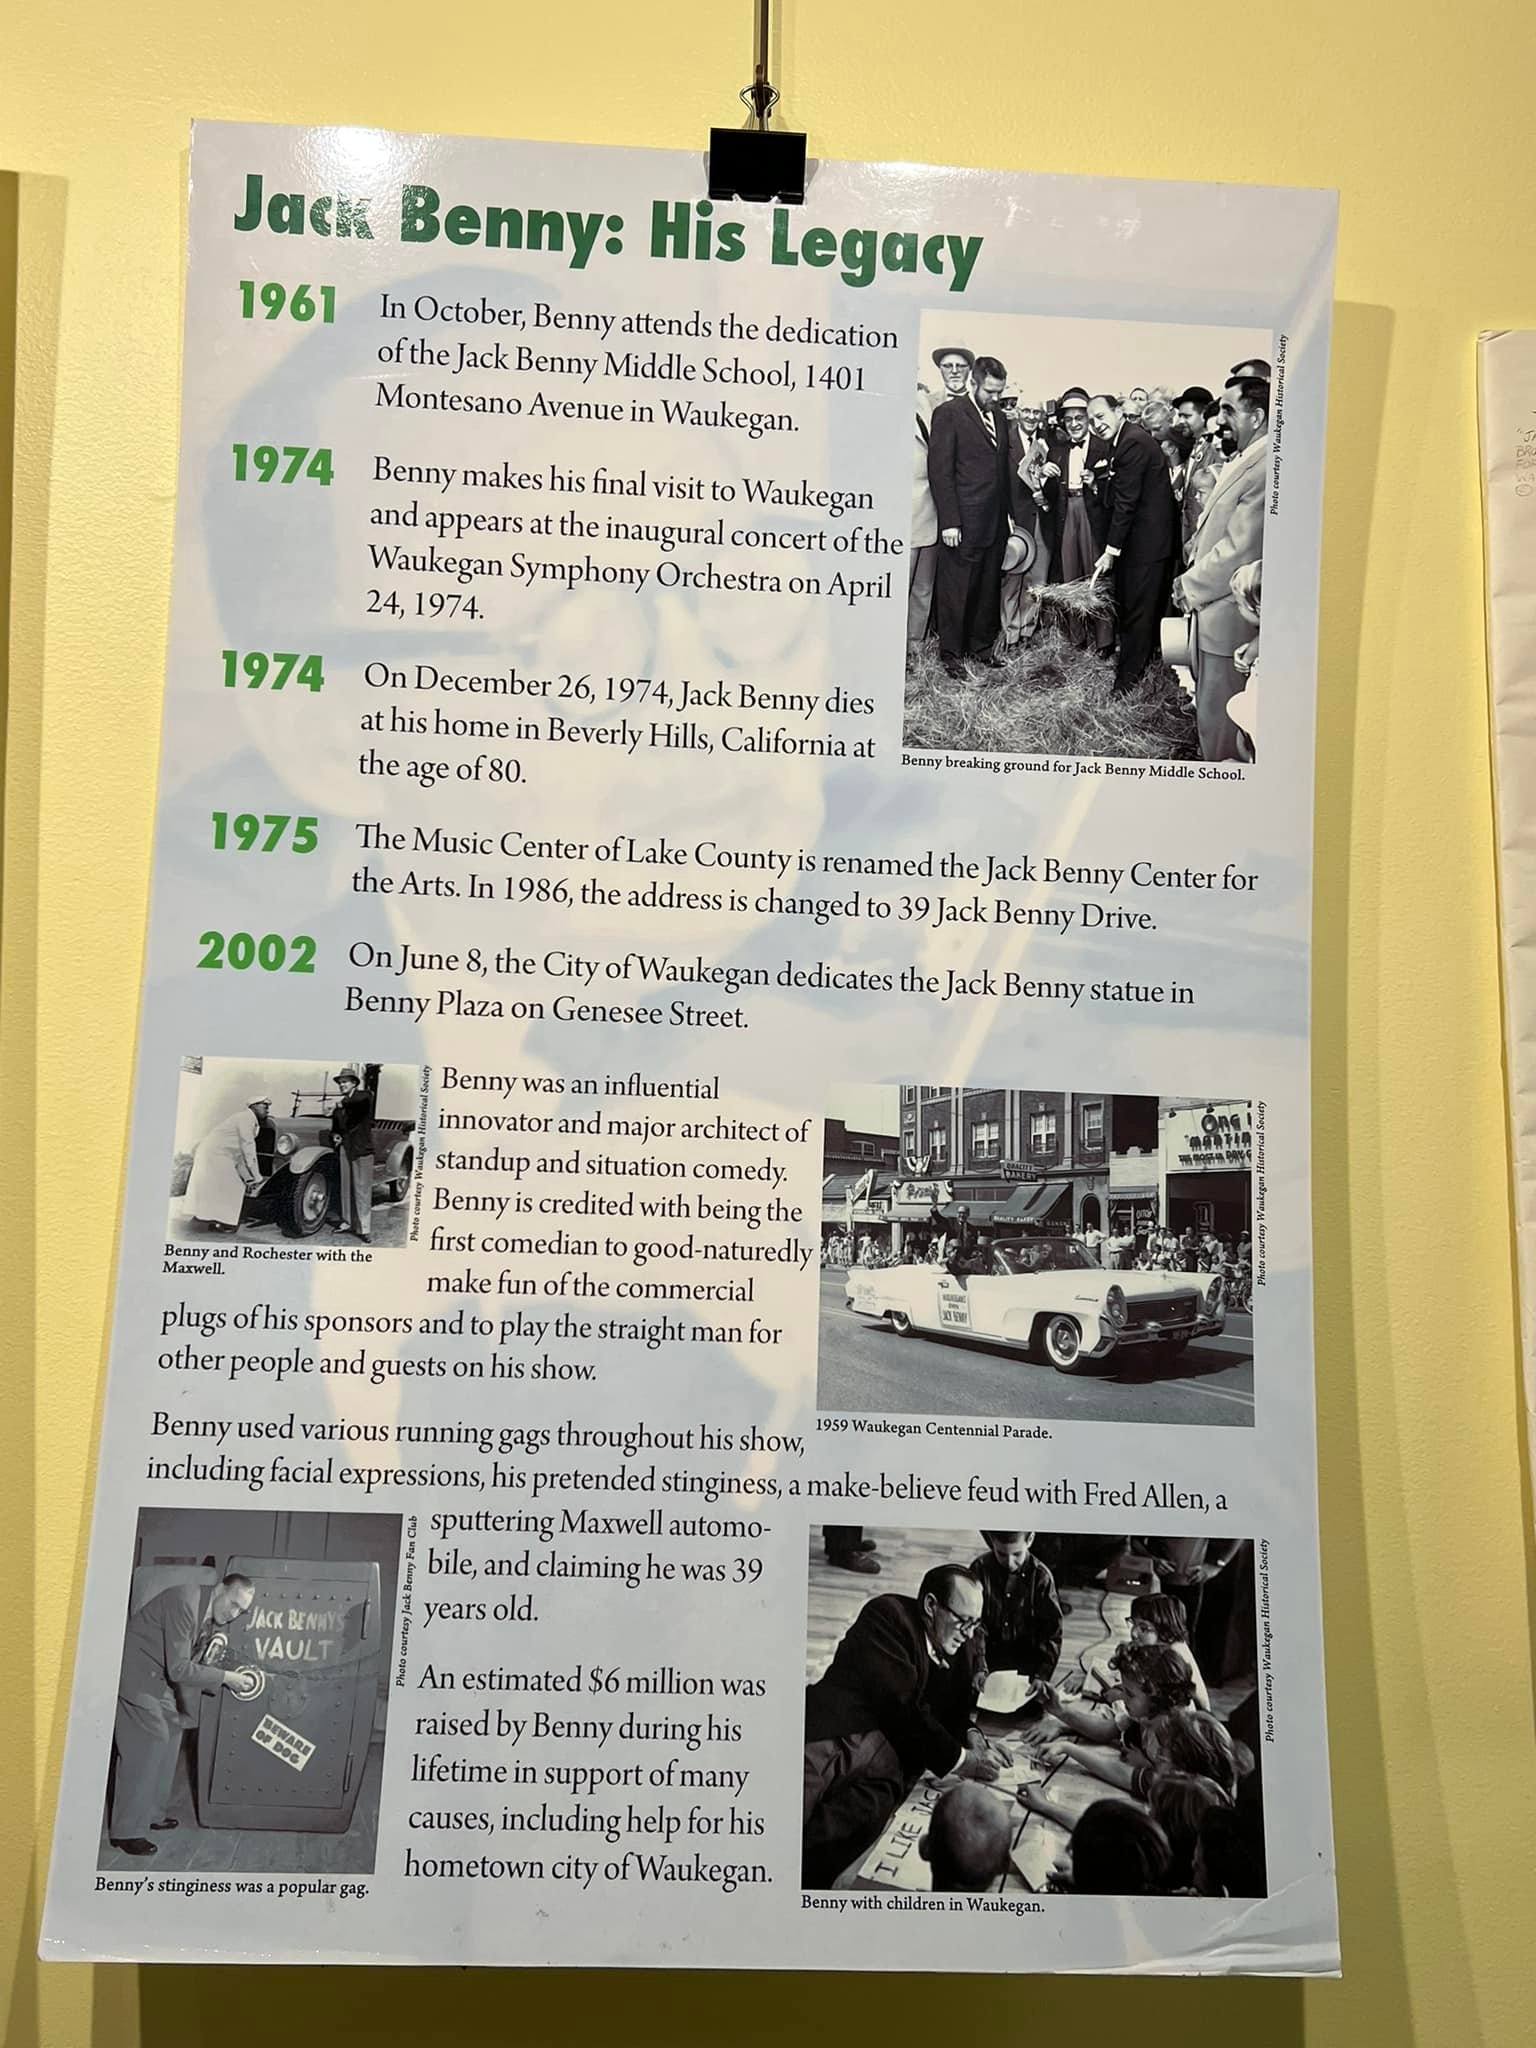 Jack Benny: His Legacy
1961
In October, Benny attends the dedication
of the Jack Benny Middle School, 1401
Montesano Avenue in Waukegan.
1974
Benny makes his final visit to Waukegan
and appears at the inaugural concert of the
Waukegan Symphony Orchestra on April
24, 1974.
1974
On December 26, 1974, Jack Benny dies
at his home in Beverly Hills, California at
the age of 80.
Photo courtesy Waukegan Historical Society
Benny breaking ground for Jack Benny Middle School.
1975
The Music Center of Lake County is renamed the Jack Benny Center for
the Arts. In 1986, the address is changed to 39 Jack Benny Drive.
2002
On June 8, the City of Waukegan dedicates the Jack Benny statue in
Benny Plaza on Genesee Street.
Photo courtesy Waukegan Historical Society
Benny and Rochester with the
Maxwell.
Benny was an influential
innovator and major architect of
standup and situation comedy.
Benny is credited with being the
first comedian to good-naturedly
make fun of the commercial
plugs of his sponsors and to play the straight man for
other people and guests on his show.
QUALITY
BAKERY
JACK BENNY
Photo courtesy Waukegan Historical Society
1959 Waukegan Centennial Parade.
Benny used various running gags throughout his show,
including facial expressions, his pretended stinginess, a make-believe feud with Fred Allen, a
sputtering Maxwell automo-
bile, and claiming he was 39
years old.
JACK BENNY'S
VAULT
BEWARE
OF DOG
Photo courtesy Jack Benny Fan Club
Benny's stinginess was a popular gag.
An estimated $6 million was
raised by Benny during his
lifetime in support of many
causes, including help for his
hometown city of Waukegan.
I LIKE JAC
Photo courtesy Waukegan Historical Society
Benny with children in Waukegan.